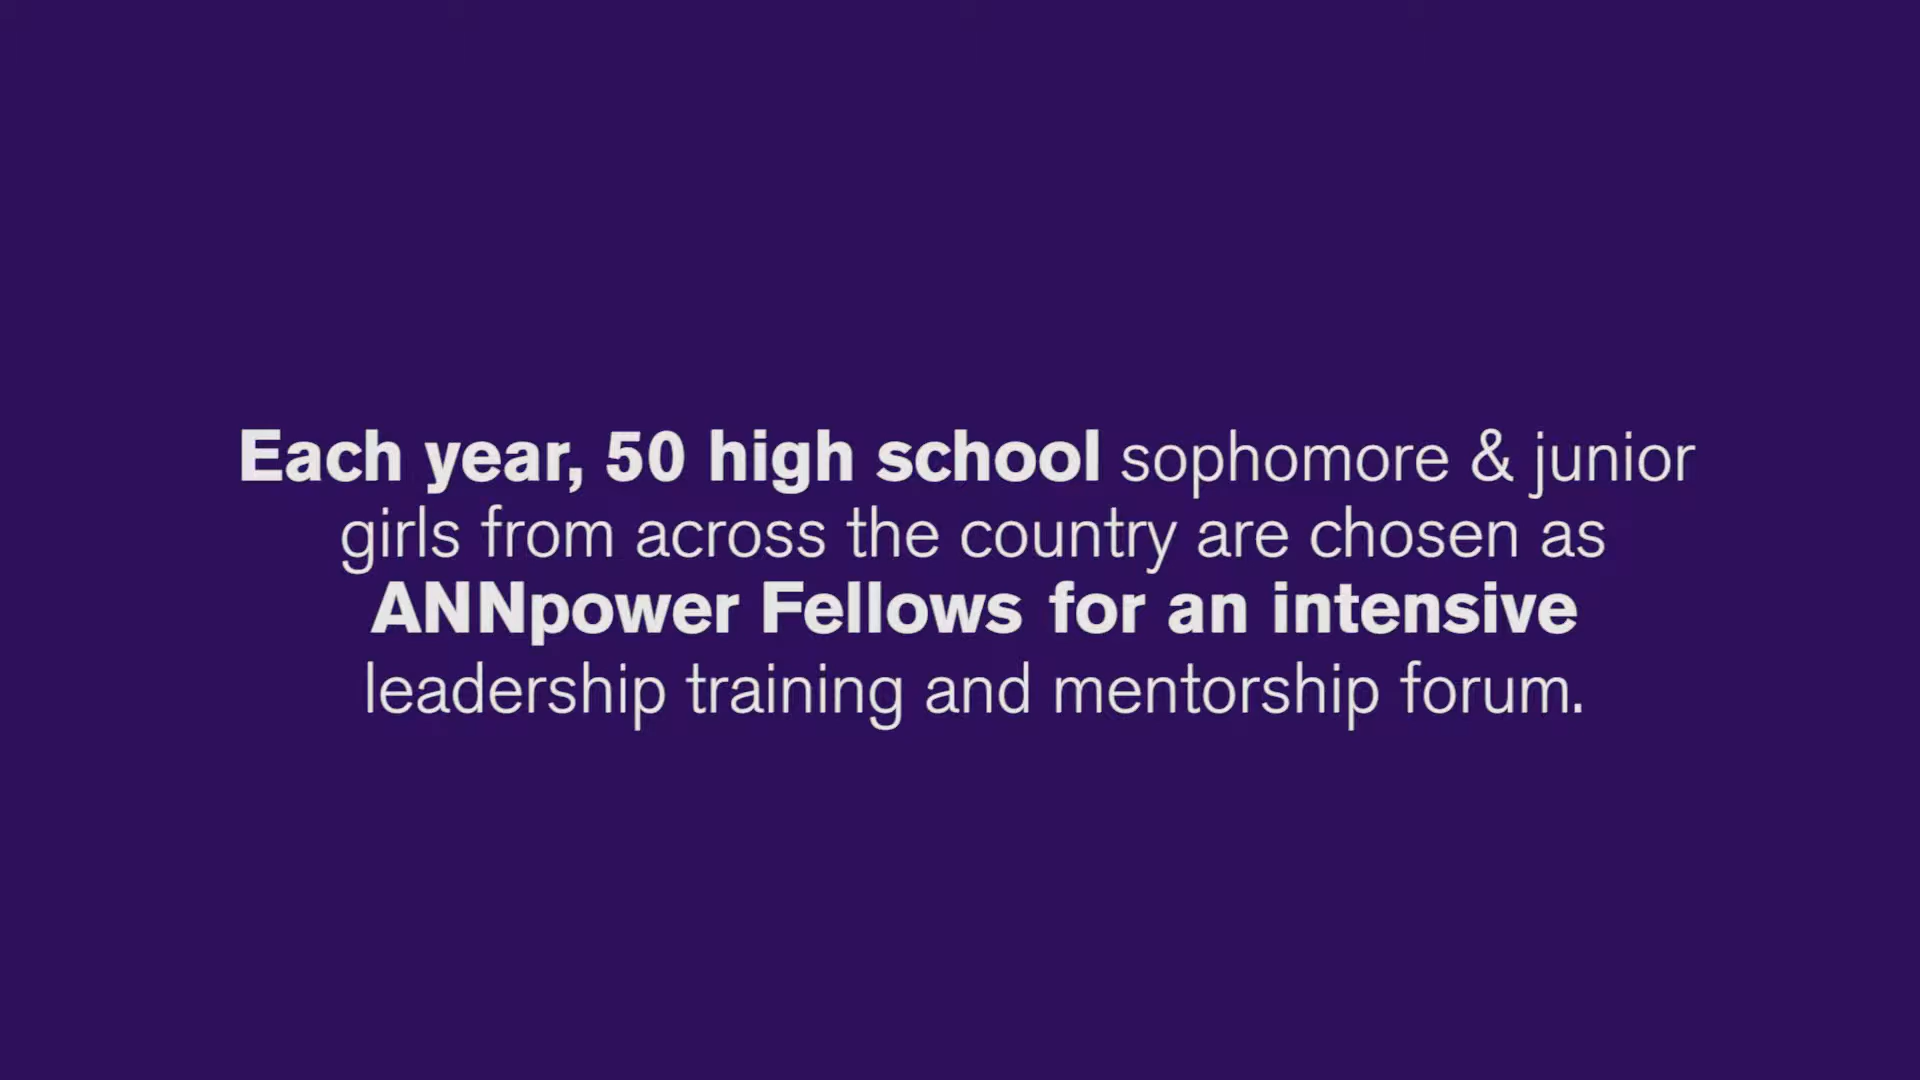 Each year, 50 high school sophomore & junior
girls from across the country are chosen as
ANNpower Fellows for an intensive
leadership training and mentorship forum.